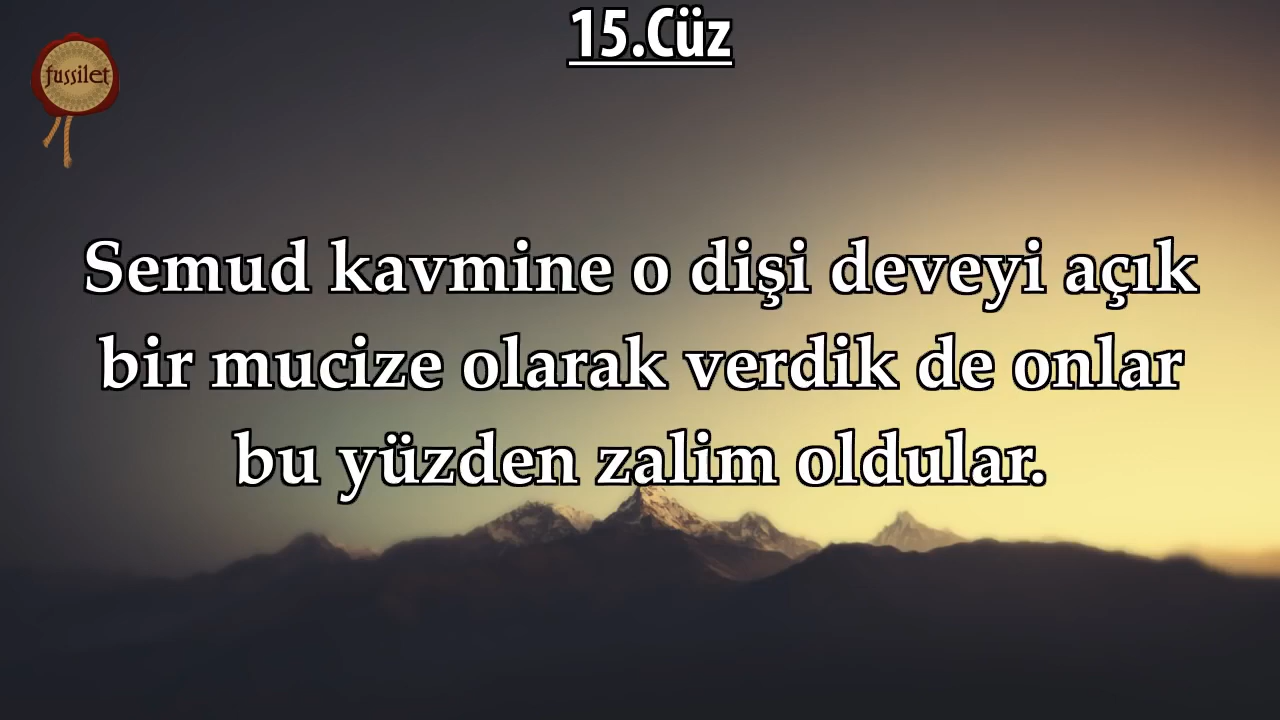 15.Cüz
fussilet
Semud kavmine o dişi deveyi açık
bir mucize olarak verdik de onlar
bu yüzden zalim oldular.